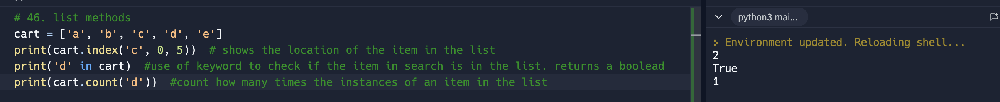 # 46. list methods
cart = ['a', 'b', 'c', 'd', 'e']
print(cart.index('c', 0, 5))  # shows the location of the item in the list
print('d' in cart)  #use of keyword to check if the item in search is in the list. returns a boolead
print(cart.count('d'))  #count how many times the instances of an item in the list
python3 mai...
Environment updated. Reloading shell...
2
True
1